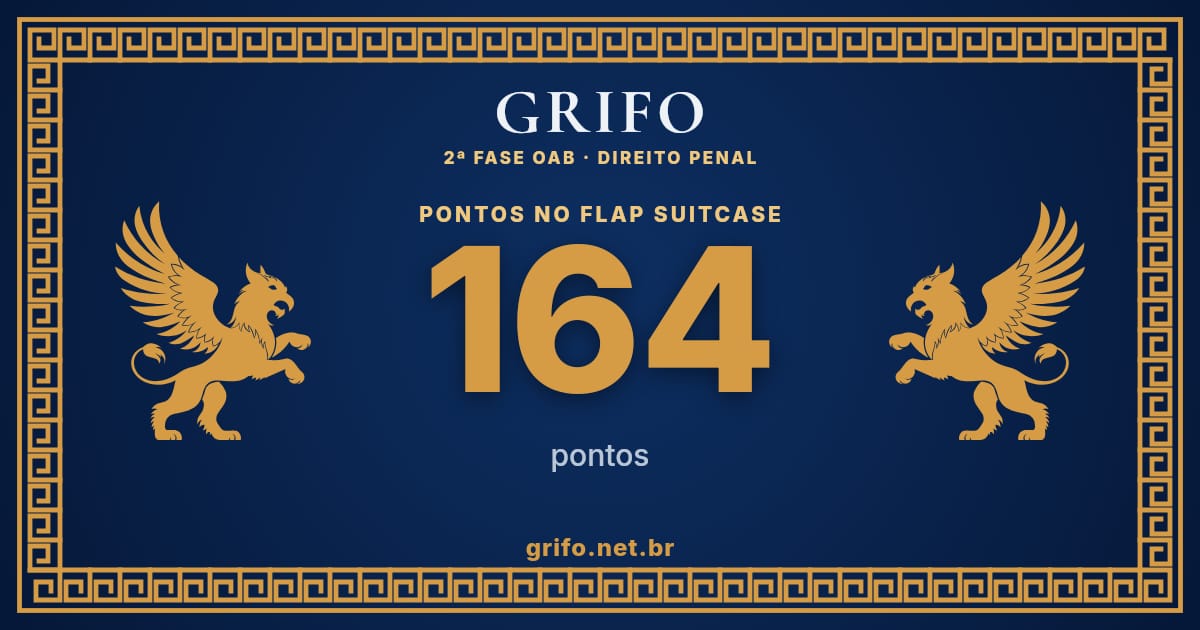 GRIFO
2ª FASE OAB · DIREITO PENAL
PONTOS NO FLAP SUITCASE
164
pontos
grifo.net.br